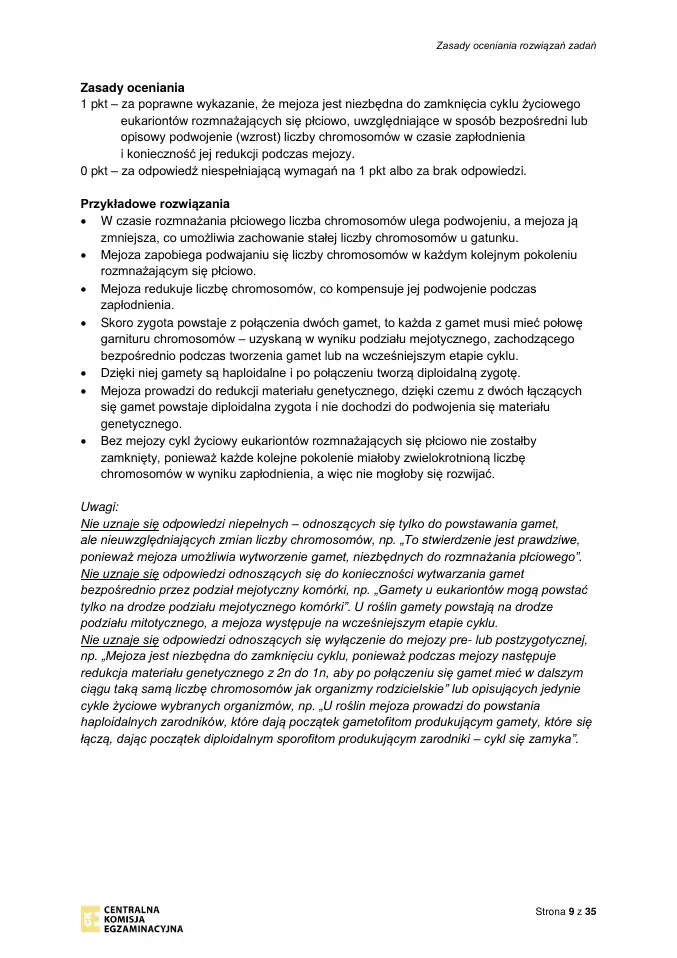 Zasady oceniania rozwiązań zadań
Zasady oceniania
1 pkt – za poprawne wykazanie, że mejoza jest niezbędna do zamknięcia cyklu życiowego
eukariontów rozmnażających się płciowo, uwzględniające w sposób bezpośredni lub
opisowy podwojenie (wzrost) liczby chromosomów w czasie zapłodnienia
i konieczność jej redukcji podczas mejozy.
0 pkt – za odpowiedź niespełniającą wymagań na 1 pkt albo za brak odpowiedzi.
Przykładowe rozwiązania
• W czasie rozmnażania płciowego liczba chromosomów ulega podwojeniu, a mejoza ją
zmniejsza, co umożliwia zachowanie stałej liczby chromosomów u gatunku.
• Mejoza zapobiega podwajaniu się liczby chromosomów w każdym kolejnym pokoleniu
rozmnażającym się płciowo.
• Mejoza redukuje liczbę chromosomów, co kompensuje jej podwojenie podczas
zapłodnienia.
• Skoro zygota powstaje z połączenia dwóch gamet, to każda z gamet musi mieć połowę
garnituru chromosomów – uzyskaną w wyniku podziału mejotycznego, zachodzącego
bezpośrednio podczas tworzenia gamet lub na wcześniejszym etapie cyklu.
• Dzięki niej gamety są haploidalne i po połączeniu tworzą diploidalną zygotę.
• Mejoza prowadzi do redukcji materiału genetycznego, dzięki czemu z dwóch łączących
się gamet powstaje diploidalna zygota i nie dochodzi do podwojenia się materiału
genetycznego.
• Bez mejozy cykl życiowy eukariontów rozmnażających się płciowo nie zostałby
zamknięty, ponieważ każde kolejne pokolenie miałoby zwielokrotnioną liczbę
chromosomów w wyniku zapłodnienia, a więc nie mogłoby się rozwijać.
Uwagi:
Nie uznaje się odpowiedzi niepełnych – odnoszących się tylko do powstawania gamet,
ale nieuwzględniających zmian liczby chromosomów, np. „To stwierdzenie jest prawdziwe,
ponieważ mejoza umożliwia wytworzenie gamet, niezbędnych do rozmnażania płciowego”.
Nie uznaje się odpowiedzi odnoszących się do konieczności wytwarzania gamet
bezpośrednio przez podział mejotyczny komórki, np. „Gamety u eukariontów mogą powstać
tylko na drodze podziału mejotycznego komórki”. U roślin gamety powstają na drodze
podziału mitotycznego, a mejoza występuje na wcześniejszym etapie cyklu.
Nie uznaje się odpowiedzi odnoszących się wyłączenie do mejozy pre- lub postzygotycznej,
np. „Mejoza jest niezbędna do zamknięciu cyklu, ponieważ podczas mejozy następuje
redukcja materiału genetycznego z 2n do 1n, aby po połączeniu się gamet mieć w dalszym
ciągu taką samą liczbę chromosomów jak organizmy rodzicielskie” lub opisujących jedynie
cykle życiowe wybranych organizmów, np. „U roślin mejoza prowadzi do powstania
haploidalnych zarodników, które dają początek gametofitom produkującym gamety, które się
łączą, dając początek diploidalnym sporofitom produkującym zarodniki – cykl się zamyka”.
CKE
CENTRALNA
KOMISJA
EGZAMINACYJNA
Strona 9 z 35